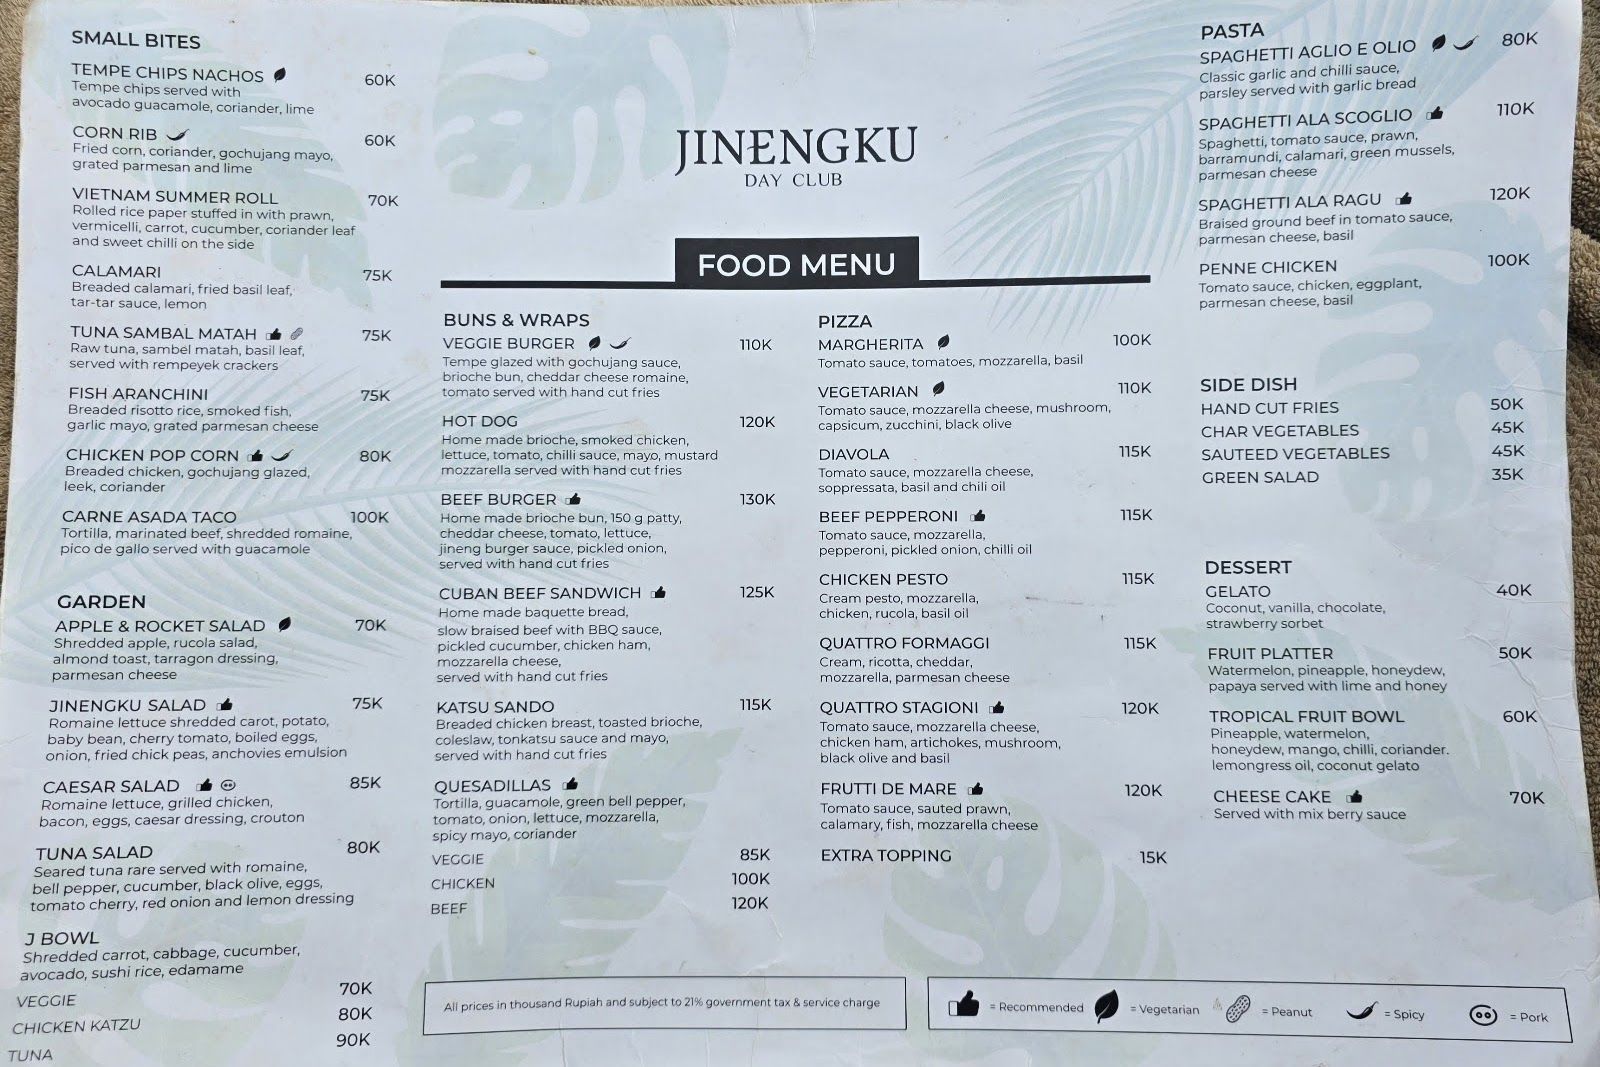 SMALL BITES
TEMPE CHIPS NACHOS 60K
Tempe chips served with
avocado guacamole, coriander, lime
CORN RIB 60K
Fried corn, coriander, gochujang mayo,
grated parmesan and lime
VIETNAM SUMMER ROLL 70K
Rolled rice paper stuffed in with prawn,
vermicelli, carrot, cucumber, coriander leaf
and sweet chilli on the side
CALAMARI 75K
Breaded calamari, fried basil leaf,
tar-tar sauce, lemon
TUNA SAMBAL MATAH 75K
Raw tuna, sambel matah, basil leaf,
served with rempeyek crackers
FISH ARANCHINI 75K
Breaded risotto rice, smoked fish,
garlic mayo, grated parmesan cheese
CHICKEN POP CORN 80K
Breaded chicken, gochujang glazed,
leek, coriander
CARNE ASADA TACO 100K
Tortilla, marinated beef, shredded romaine,
pico de gallo served with guacamole
GARDEN
APPLE & ROCKET SALAD 70K
Shredded apple, rucola salad,
almond toast, tarragon dressing,
parmesan cheese
JINENGKU SALAD 75K
Romaine lettuce shredded carot, potato,
baby bean, cherry tomato, boiled eggs,
onion, fried chick peas, anchovies emulsion
CAESAR SALAD 85K
Romaine lettuce, grilled chicken,
bacon, eggs, caesar dressing, crouton
TUNA SALAD 80K
Seared tuna rare served with romaine,
bell pepper, cucumber, black olive, eggs,
tomato cherry, red onion and lemon dressing
J BOWL
Shredded carrot, cabbage, cucumber,
avocado, sushi rice, edamame
VEGGIE 70K
CHICKEN KATZU 80K
TUNA 90K
JINENGKU
DAY CLUB
FOOD MENU
BUNS & WRAPS
VEGGIE BURGER 110K
Tempe glazed with gochujang sauce,
brioche bun, cheddar cheese romaine,
tomato served with hand cut fries
HOT DOG 120K
Home made brioche, smoked chicken,
lettuce, tomato, chilli sauce, mayo, mustard
mozzarella served with hand cut fries
BEEF BURGER 130K
Home made brioche bun, 150 g patty,
cheddar cheese, tomato, lettuce,
jineng burger sauce, pickled onion,
served with hand cut fries
CUBAN BEEF SANDWICH 125K
Home made baquette bread,
slow braised beef with BBQ sauce,
pickled cucumber, chicken ham,
mozzarella cheese,
served with hand cut fries
KATSU SANDO 115K
Breaded chicken breast, toasted brioche,
coleslaw, tonkatsu sauce and mayo,
served with hand cut fries
QUESADILLAS
Tortilla, guacamole, green bell pepper,
tomato, onion, lettuce, mozzarella,
spicy mayo, coriander
VEGGIE 85K
CHICKEN 100K
BEEF 120K
PIZZA
MARGHERITA 100K
Tomato sauce, tomatoes, mozzarella, basil
VEGETARIAN 110K
Tomato sauce, mozzarella cheese, mushroom,
capsicum, zucchini, black olive
DIAVOLA 115K
Tomato sauce, mozzarella cheese,
soppressata, basil and chili oil
BEEF PEPPERONI 115K
Tomato sauce, mozzarella,
pepperoni, pickled onion, chilli oil
CHICKEN PESTO 115K
Cream pesto, mozzarella,
chicken, rucola, basil oil
QUATTRO FORMAGGI 115K
Cream, ricotta, cheddar,
mozzarella, parmesan cheese
QUATTRO STAGIONI 120K
Tomato sauce, mozzarella cheese,
chicken ham, artichokes, mushroom,
black olive and basil
FRUTTI DE MARE 120K
Tomato sauce, sauted prawn,
calamary, fish, mozzarella cheese
EXTRA TOPPING 15K
PASTA
SPAGHETTI AGLIO E OLIO 80K
Classic garlic and chilli sauce,
parsley served with garlic bread
SPAGHETTI ALA SCOGLIO 110K
Spaghetti, tomato sauce, prawn,
barramundi, calamari, green mussels,
parmesan cheese
SPAGHETTI ALA RAGU 120K
Braised ground beef in tomato sauce,
parmesan cheese, basil
PENNE CHICKEN 100K
Tomato sauce, chicken, eggplant,
parmesan cheese, basil
SIDE DISH
HAND CUT FRIES 50K
CHAR VEGETABLES 45K
SAUTEED VEGETABLES 45K
GREEN SALAD 35K
DESSERT
GELATO 40K
Coconut, vanilla, chocolate,
strawberry sorbet
FRUIT PLATTER 50K
Watermelon, pineapple, honeydew,
papaya served with lime and honey
TROPICAL FRUIT BOWL 60K
Pineapple, watermelon,
honeydew, mango, chilli, coriander.
lemongress oil, coconut gelato
CHEESE CAKE 70K
Served with mix berry sauce
All prices in thousand Rupiah and subject to 21% government tax & service charge
= Recommended = Vegetarian = Peanut = Spicy = Pork